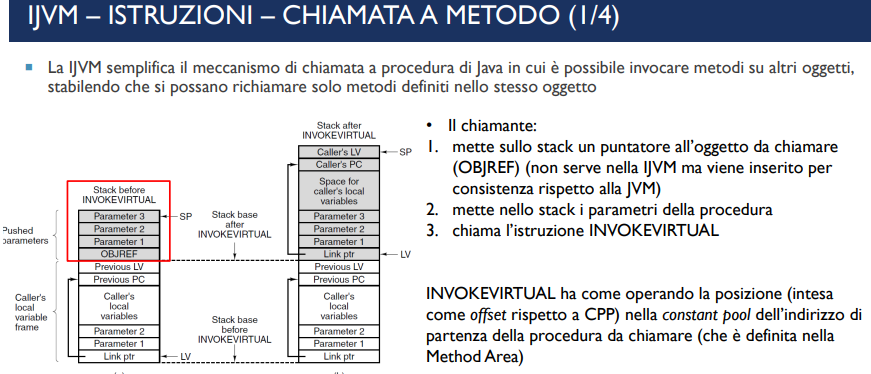 IJVM – ISTRUZIONI – CHIAMATA A METODO (1/4)
La IJVM semplifica il meccanismo di chiamata a procedura di Java in cui è possibile invocare metodi su altri oggetti,
stabilendo che si possano richiamare solo metodi definiti nello stesso oggetto
Stack before
INVOKEVIRTUAL
Parameter 3
SP
Parameter 2
Parameter 1
OBJREF
Pushed
parameters
Previous LV
Previous PC
Caller's
local
variables
Parameter 2
Parameter 1
Link ptr
LV
Caller's
local
variable
frame
Stack base
after
INVOKEVIRTUAL
Stack base
before
INVOKEVIRTUAL
Stack after
INVOKEVIRTUAL
Caller's LV
SP
Caller's PC
Space for
caller's local
variables
Parameter 3
Parameter 2
Parameter 1
Link ptr
LV
Previous LV
Previous PC
Caller's
local
variables
Parameter 2
Parameter 1
Link ptr
• Il chiamante:
1. mette sullo stack un puntatore all'oggetto da chiamare
(OBJREF) (non serve nella IJVM ma viene inserito per
consistenza rispetto alla JVM)
2. mette nello stack i parametri della procedura
3. chiama l'istruzione INVOKEVIRTUAL
INVOKEVIRTUAL ha come operando la posizione (intesa
come offset rispetto a CPP) nella constant pool dell'indirizzo di
partenza della procedura da chiamare (che è definita nella
Method Area)